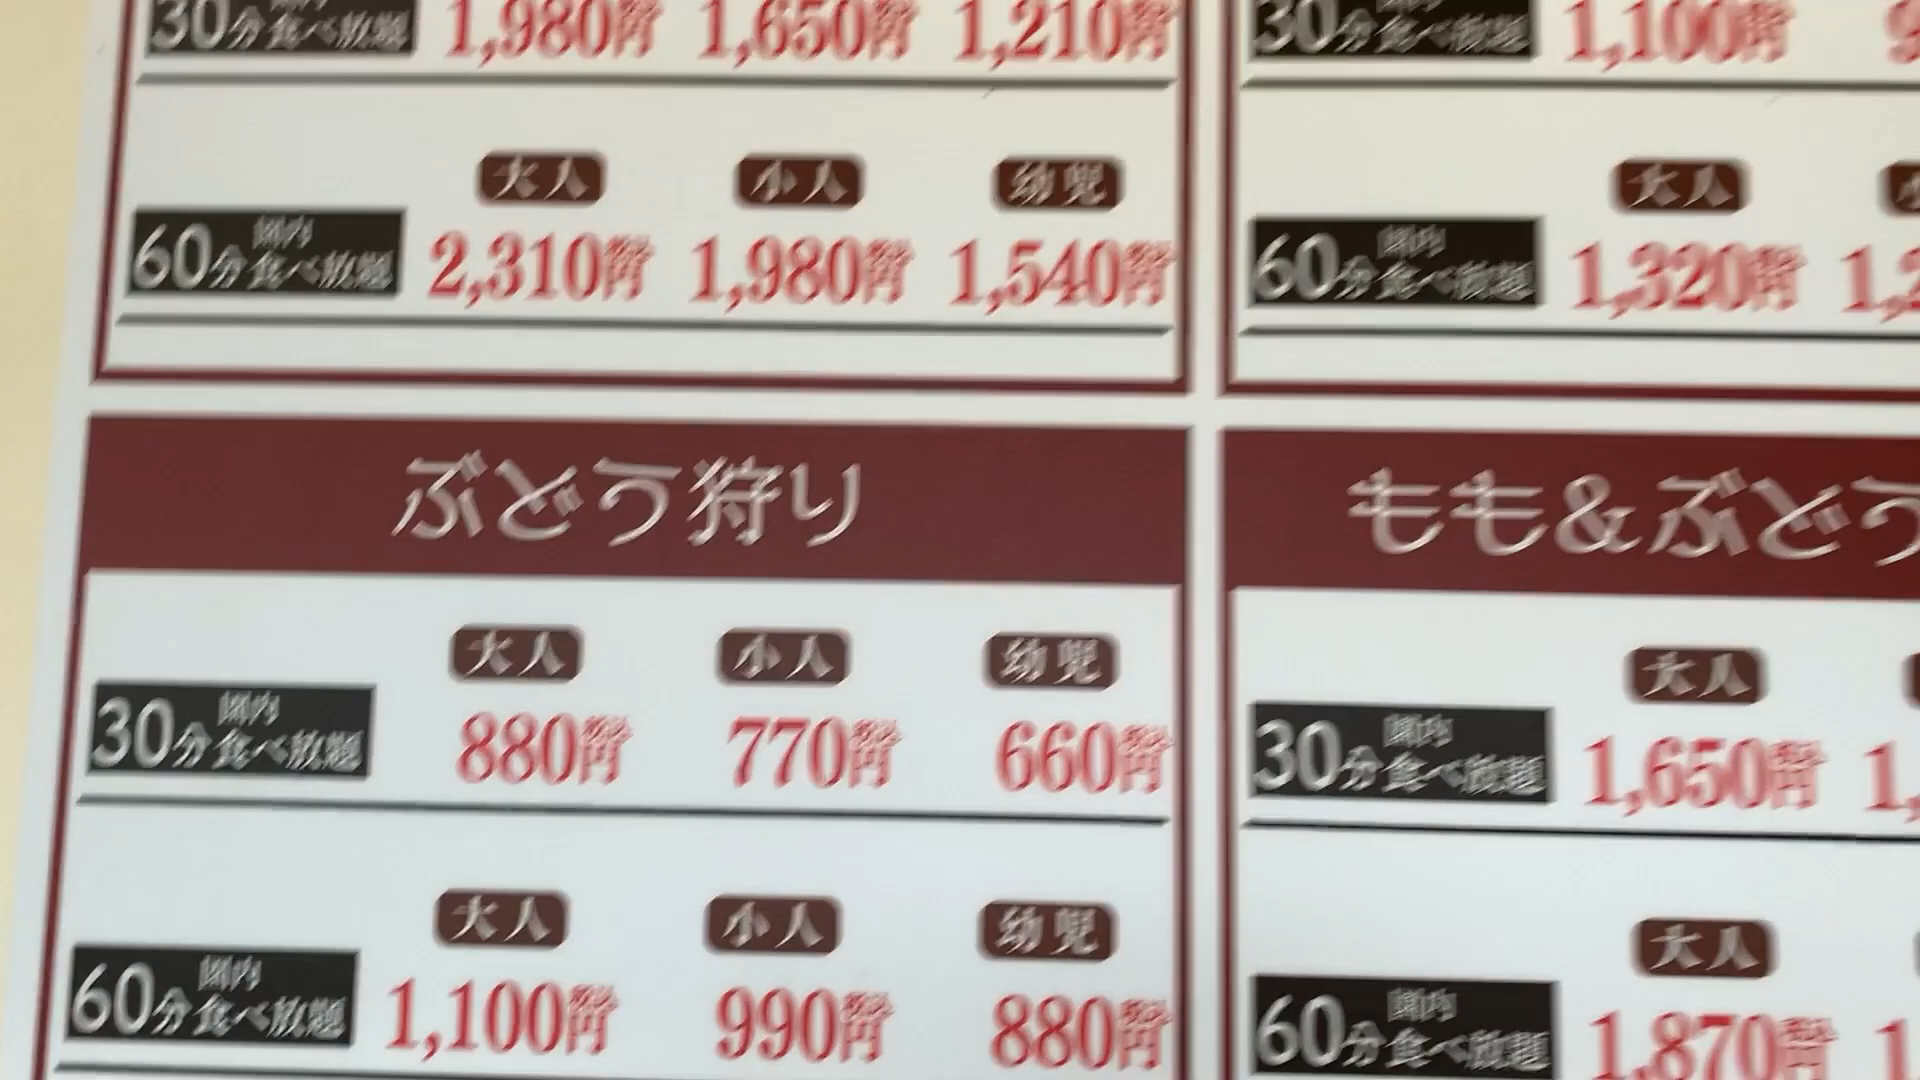 30分食べ放題 1,980円 1,650円 1,210円
大人 小人 幼児
園内
60分食べ放題 2,310円 1,980円 1,540円
30分食べ放題 1,100円
大人
園内
60分食べ放題 1,320円
ぶどう狩り
大人 小人 幼児
園内
30分食べ放題 880円 770円 660円
大人 小人 幼児
園内
60分食べ放題 1,100円 990円 880円
もも&ぶどう
大人
園内
30分食べ放題 1,650円
大人
園内
60分食べ放題 1,870円